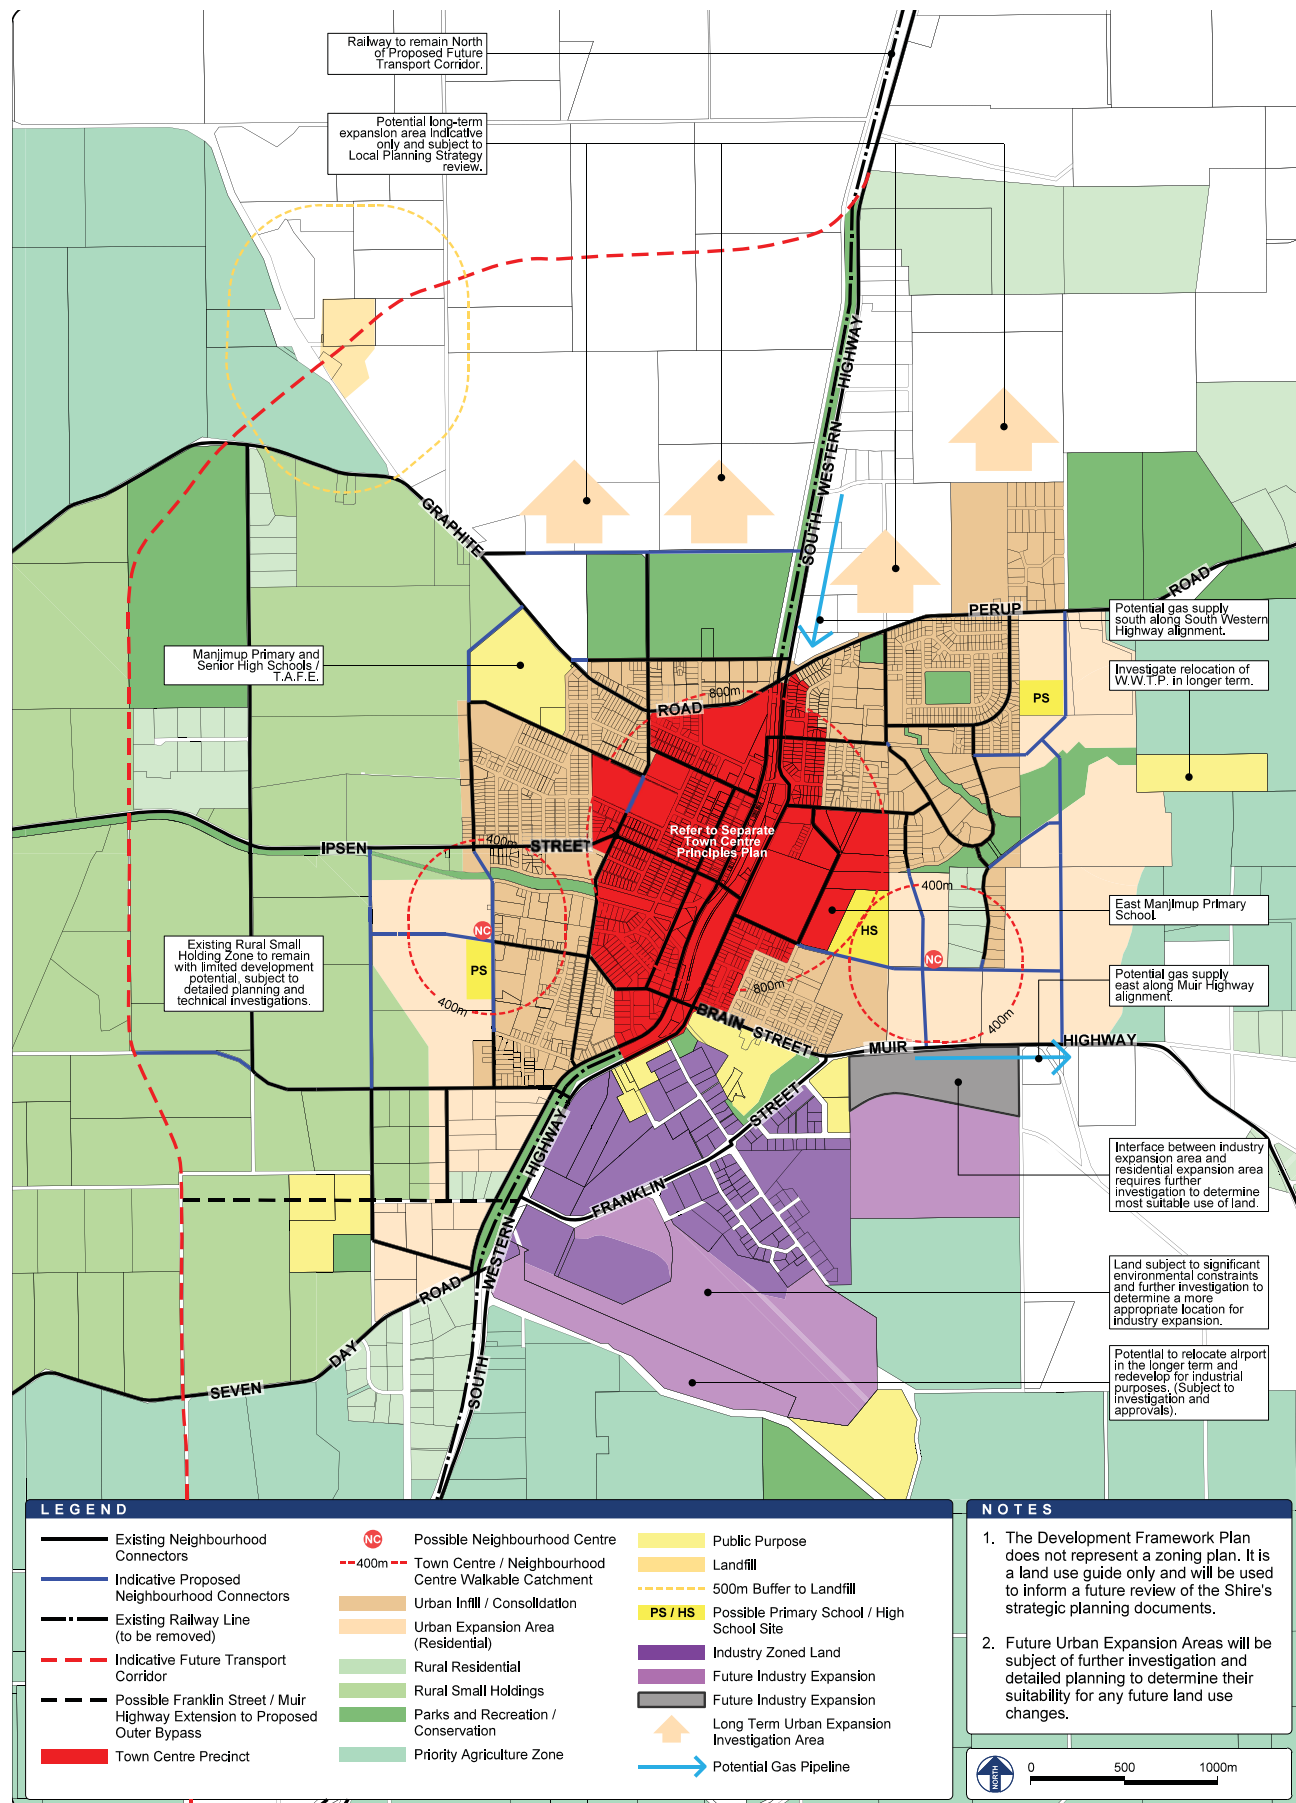 Railway to remain North
of Proposed Future
Transport Corridor.
Potential long-term
expansion area indicative
only and subject to
Local Planning Strategy
review.
SOUTH WESTERN HIGHWAY
GRAPHITE
ROAD
PERUP
ROAD
Potential gas supply
south along South Western
Highway alignment.
Manjimup Primary and
Senior High Schools /
T.A.F.E.
Investigate relocation of
W.W.T.P. in longer term.
PS
800m
Refer to Separate
Town Centre
Principles Plan
IPSEN
STREET
400m
400m
East Manjimup Primary
School.
HS
NC
NC
PS
Existing Rural Small
Holding Zone to remain
with limited development
potential, subject to
detailed planning and
technical investigations.
Potential gas supply
east along Muir Highway
alignment.
400m
800m
400m
BRAIN STREET
MUIR
HIGHWAY
FRANKLIN
STREET
SOUTH WESTERN HIGHWAY
Interface between industry
expansion area and
residential expansion area
requires further
investigation to determine
most suitable use of land.
Land subject to significant
environmental constraints
and further investigation to
determine a more
appropriate location for
industry expansion.
SEVEN DAY ROAD
Potential to relocate airport
in the longer term and
redevelop for industrial
purposes. (Subject to
investigation and
approvals).
LEGEND
Existing Neighbourhood
Connectors
Indicative Proposed
Neighbourhood Connectors
Existing Railway Line
(to be removed)
Indicative Future Transport
Corridor
Possible Franklin Street / Muir
Highway Extension to Proposed
Outer Bypass
Town Centre Precinct
NC
Possible Neighbourhood Centre
400m
Town Centre / Neighbourhood
Centre Walkable Catchment
Urban Infill / Consolidation
Urban Expansion Area
(Residential)
Rural Residential
Rural Small Holdings
Parks and Recreation /
Conservation
Priority Agriculture Zone
Public Purpose
Landfill
500m Buffer to Landfill
PS / HS
Possible Primary School / High
School Site
Industry Zoned Land
Future Industry Expansion
Future Industry Expansion
Long Term Urban Expansion
Investigation Area
Potential Gas Pipeline
NOTES
1. The Development Framework Plan
does not represent a zoning plan. It is
a land use guide only and will be used
to inform a future review of the Shire's
strategic planning documents.
2. Future Urban Expansion Areas will be
subject of further investigation and
detailed planning to determine their
suitability for any future land use
changes.
NORTH
0 500 1000m